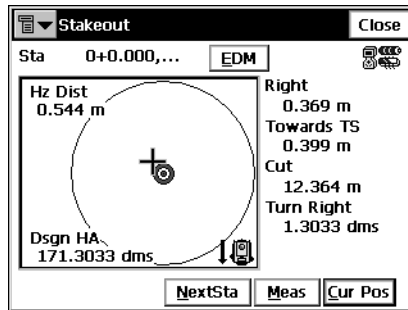 Stakeout
Close
Sta 0+0.000,... EDM
Hz Dist
0.544 m
Dsgn HA
171.3033 dms
Right
0.369 m
Towards TS
0.399 m
Cut
12.364 m
Turn Right
1.3033 dms
NextSta Meas Cur Pos